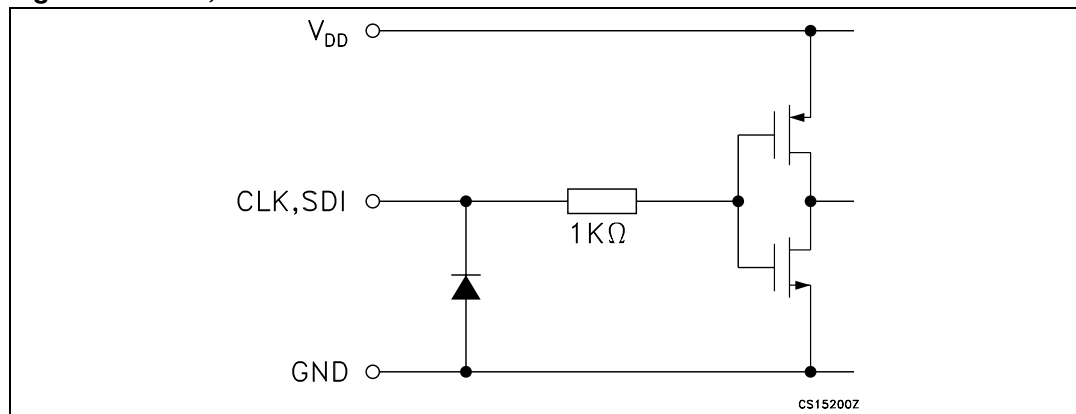 V_DD
CLK,SDI
1KΩ
GND
CS15200Z